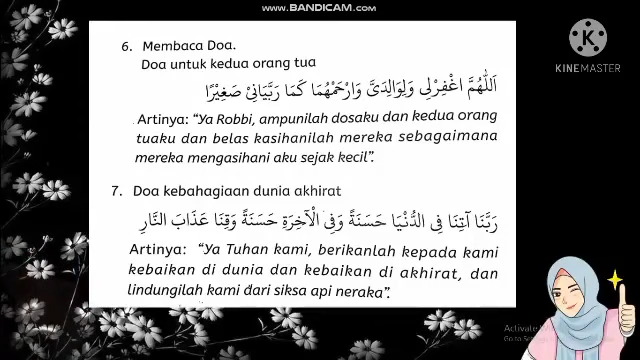 WWW.BANDICAM.COM
K
KINEMASTER
6. Membaca Doa.
Doa untuk kedua orang tua
اَللّٰهُمَّ اغْفِرْلِى وَلِوَالِدَىَّ وَارْحَمْهُمَا كَمَا رَبَّيَانِىْ صَغِيْرًا
Artinya: “Ya Robbi, ampunilah dosaku dan kedua orang
tuaku dan belas kasihanilah mereka sebagaimana
mereka mengasihani aku sejak kecil”.
7. Doa kebahagiaan dunia akhirat
رَبَّنَا آتِنَا فِى الدُّنْيَا حَسَنَةً وَفِى الْآخِرَةِ حَسَنَةً وَقِنَا عَذَابَ النَّارِ
Artinya: “Ya Tuhan kami, berikanlah kepada kami
kebaikan di dunia dan kebaikan di akhirat, dan
lindungilah kami dari siksa api neraka”.
Activate
Go to